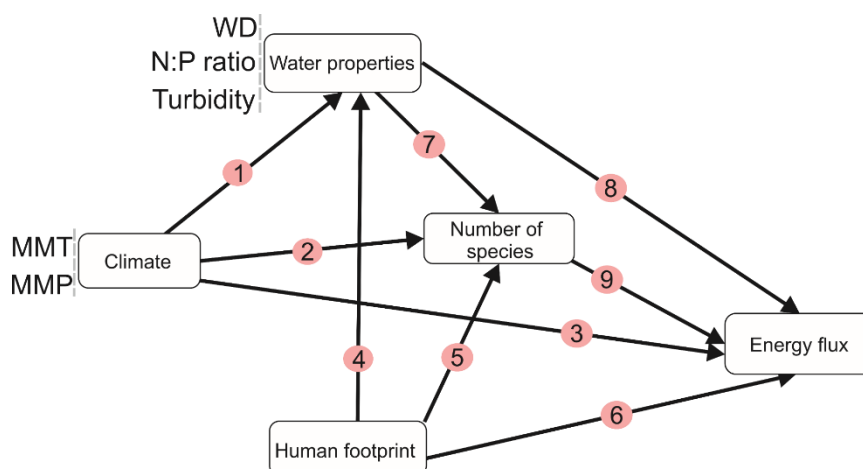 WD
N:P ratio
Turbidity
Water properties
1
7
8
MMT
MMP
Climate
2
Number of
species
9
3
Energy flux
4
5
6
Human footprint